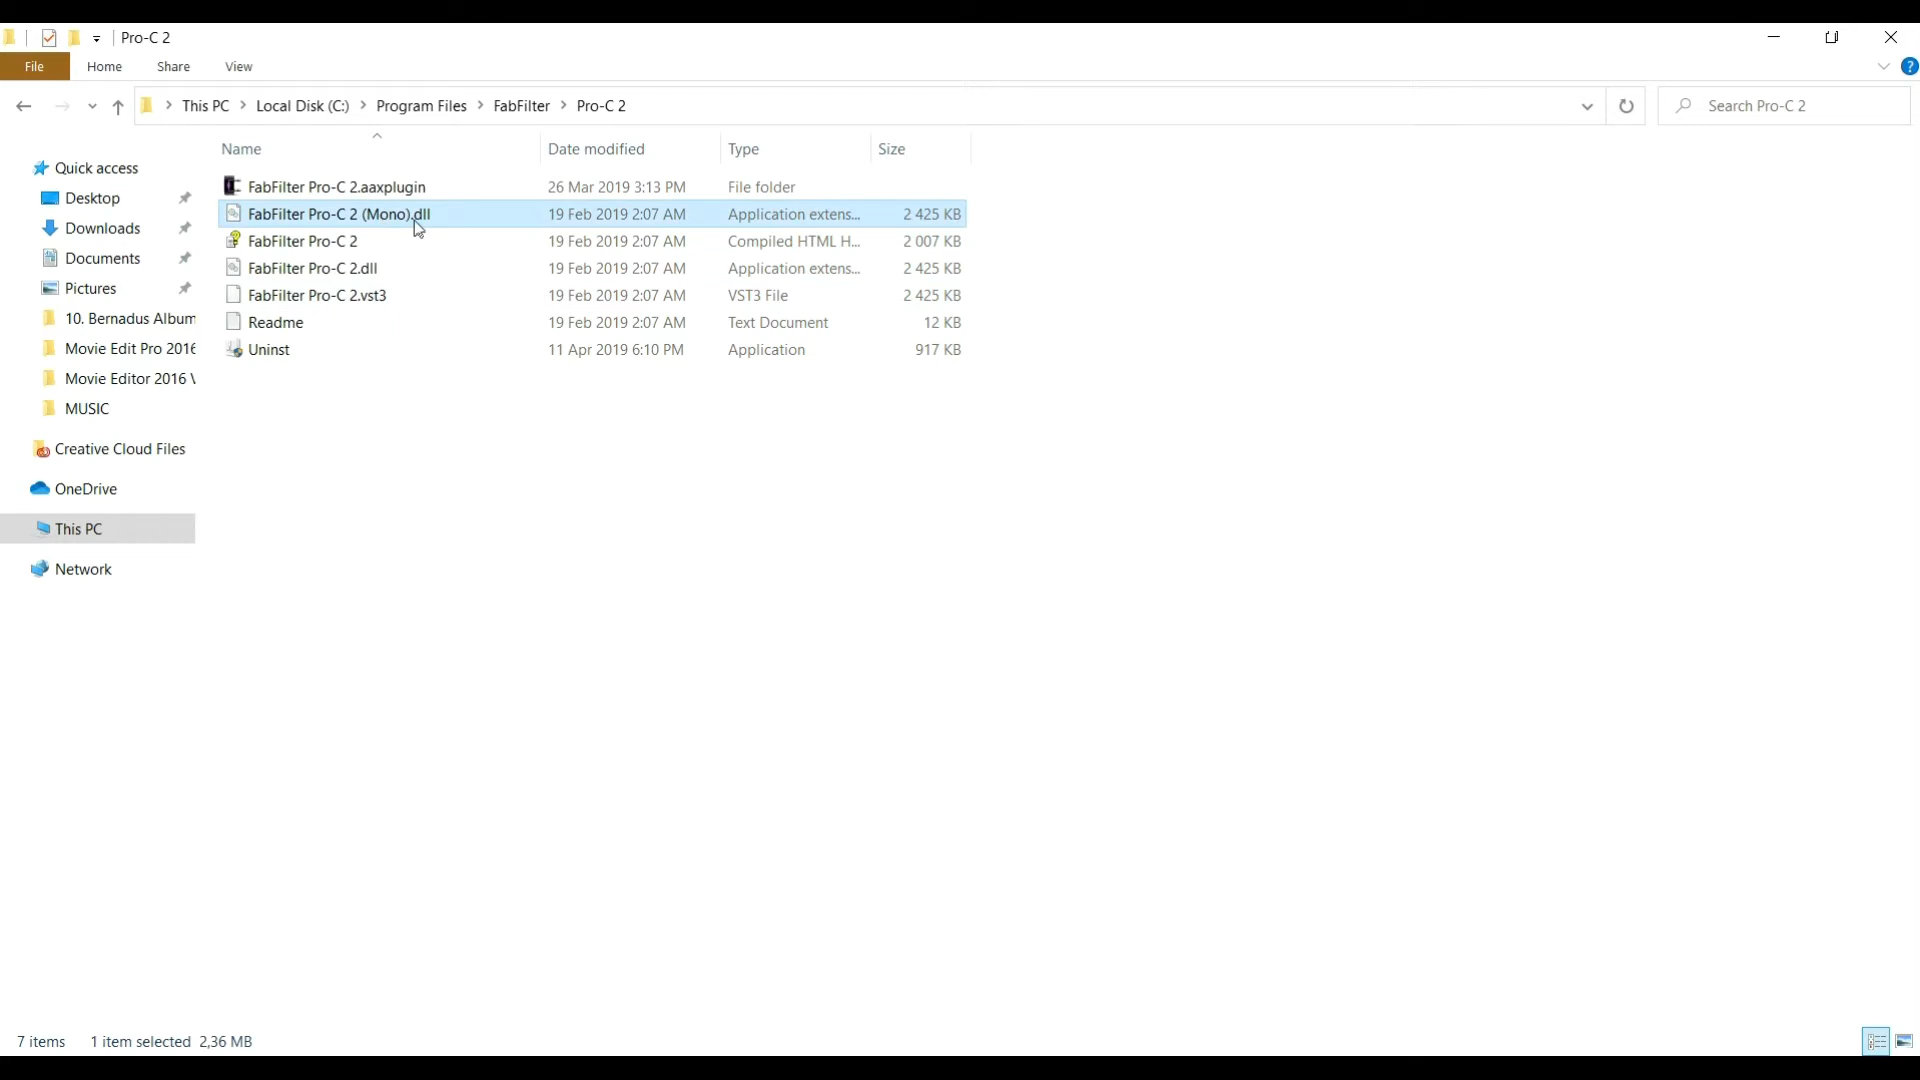 Pro-C 2
File Home Share View
This PC Local Disk (C:) Program Files FabFilter Pro-C 2
Search Pro-C 2
Name Date modified Type Size
Quick access
Desktop
Downloads
Documents
Pictures
10. Bernadus Album
Movie Edit Pro 2016
Movie Editor 2016 \
MUSIC
Creative Cloud Files
OneDrive
This PC
Network
FabFilter Pro-C 2.aaxplugin 26 Mar 2019 3:13 PM File folder
FabFilter Pro-C 2 (Mono).dll 19 Feb 2019 2:07 AM Application extens... 2 425 KB
FabFilter Pro-C 2 19 Feb 2019 2:07 AM Compiled HTML H... 2 007 KB
FabFilter Pro-C 2.dll 19 Feb 2019 2:07 AM Application extens... 2 425 KB
FabFilter Pro-C 2.vst3 19 Feb 2019 2:07 AM VST3 File 2 425 KB
Readme 19 Feb 2019 2:07 AM Text Document 12 KB
Uninst 11 Apr 2019 6:10 PM Application 917 KB
7 items 1 item selected 2,36 MB